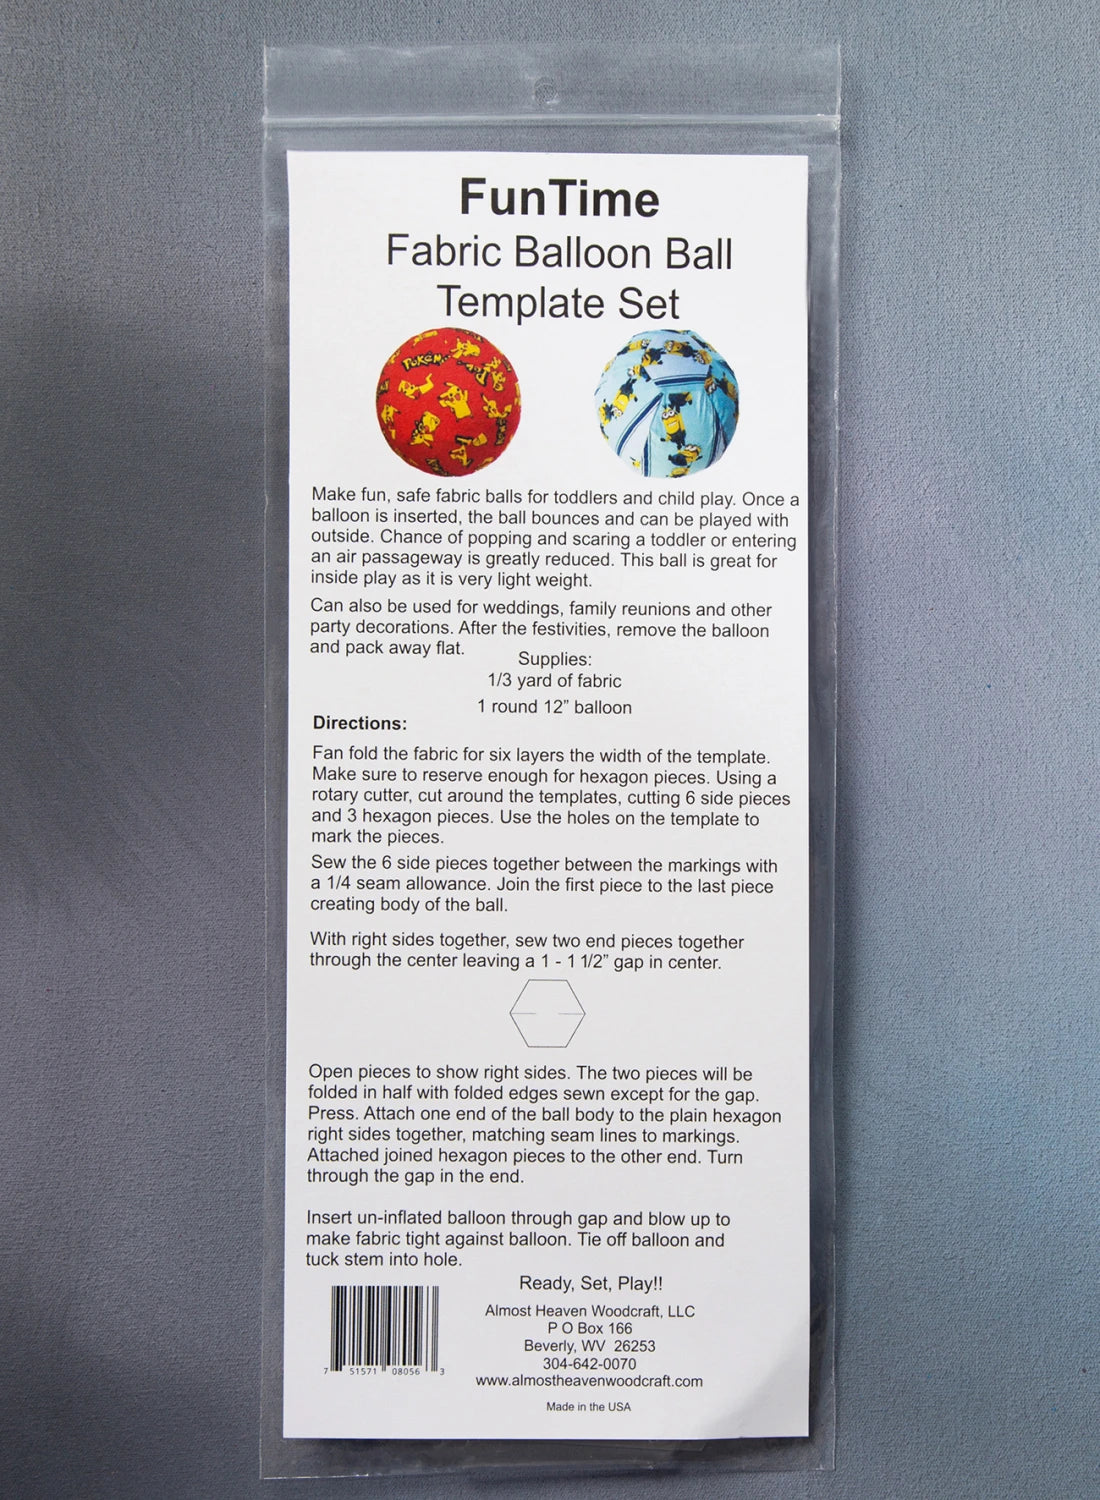 FunTime
Fabric Balloon Ball
Template Set
POKéM
Make fun, safe fabric balls for toddlers and child play. Once a
balloon is inserted, the ball bounces and can be played with
outside. Chance of popping and scaring a toddler or entering
an air passageway is greatly reduced. This ball is great for
inside play as it is very light weight.
Can also be used for weddings, family reunions and other
party decorations. After the festivities, remove the balloon
and pack away flat.
Supplies:
1/3 yard of fabric
1 round 12” balloon
Directions:
Fan fold the fabric for six layers the width of the template.
Make sure to reserve enough for hexagon pieces. Using a
rotary cutter, cut around the templates, cutting 6 side pieces
and 3 hexagon pieces. Use the holes on the template to
mark the pieces.
Sew the 6 side pieces together between the markings with
a 1/4 seam allowance. Join the first piece to the last piece
creating body of the ball.
With right sides together, sew two end pieces together
through the center leaving a 1 - 1 1/2” gap in center.
Open pieces to show right sides. The two pieces will be
folded in half with folded edges sewn except for the gap.
Press. Attach one end of the ball body to the plain hexagon
right sides together, matching seam lines to markings.
Attached joined hexagon pieces to the other end. Turn
through the gap in the end.
Insert un-inflated balloon through gap and blow up to
make fabric tight against balloon. Tie off balloon and
tuck stem into hole.
Ready, Set, Play!!
Almost Heaven Woodcraft, LLC
P O Box 166
Beverly, WV 26253
304-642-0070
www.almostheavenwoodcraft.com
Made in the USA
7 51571 08056 3